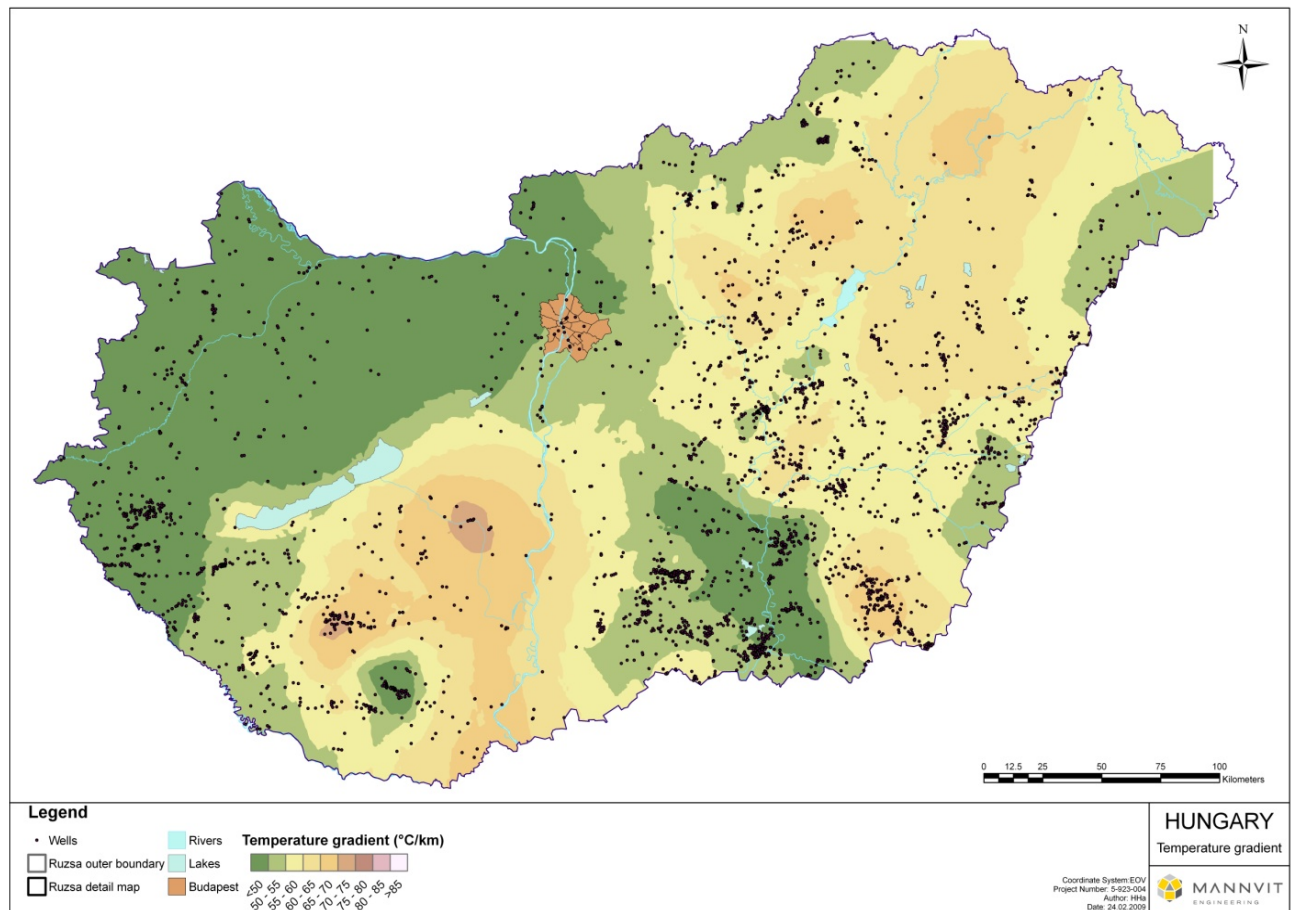 N
0 12.5 25 50 75 100
Kilometers
Legend
Wells
Ruzsa outer boundary
Ruzsa detail map
Rivers
Lakes
Budapest
Temperature gradient (°C/km)
<50
50 - 55
55 - 60
60 - 65
65 - 70
70 - 75
75 - 80
80 - 85
>85
HUNGARY
Temperature gradient
Coordinate System:EOV
Project Number: 5-923-004
Author: HHa
Date: 24.02.2009
MANNVIT
ENGINEERING